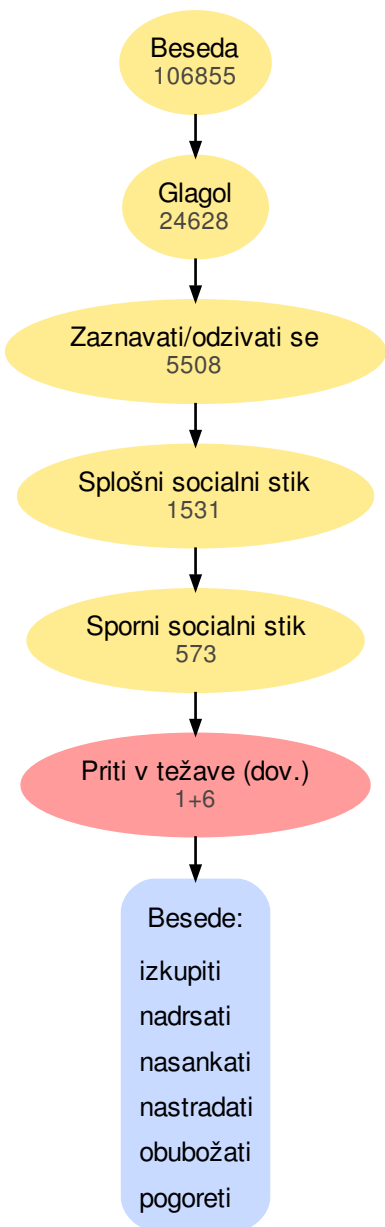 Beseda
106855
Glagol
24628
Zaznavati/odzivati se
5508
Splošni socialni stik
1531
Sporni socialni stik
573
Priti v težave (dov.)
1+6
Besede:
izkupiti
nadrsati
nasankati
nastradati
obubožati
pogoreti